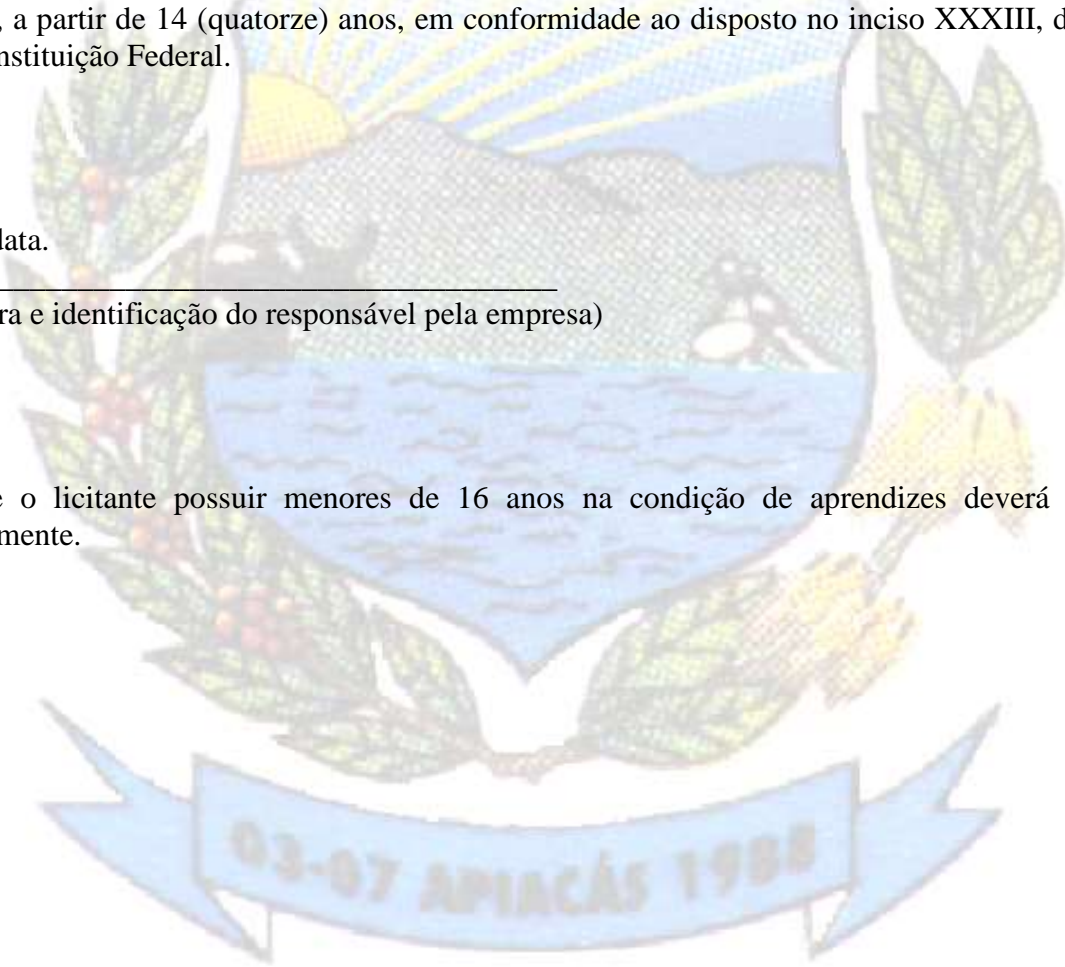 , a partir de 14 (quatorze) anos, em conformidade ao disposto no inciso XXXIII, d
nstituição Federal.
data.
ra e identificação do responsável pela empresa)
e o licitante possuir menores de 16 anos na condição de aprendizes deverá
mente.
03-07 APIACÁS 1988